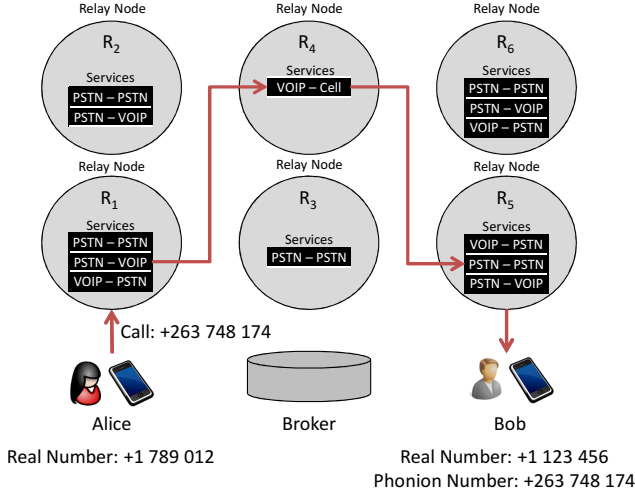 Relay Node
R2
Services
PSTN – PSTN
PSTN – VOIP
Relay Node
R4
Services
VOIP – Cell
Relay Node
R6
Services
PSTN – PSTN
PSTN – VOIP
VOIP – PSTN
Relay Node
R1
Services
PSTN – PSTN
PSTN – VOIP
VOIP – PSTN
Relay Node
R3
Services
PSTN – PSTN
Relay Node
R5
Services
VOIP – PSTN
PSTN – PSTN
PSTN – VOIP
Call: +263 748 174
Alice
Broker
Bob
Real Number: +1 789 012
Real Number: +1 123 456
Phonion Number: +263 748 174